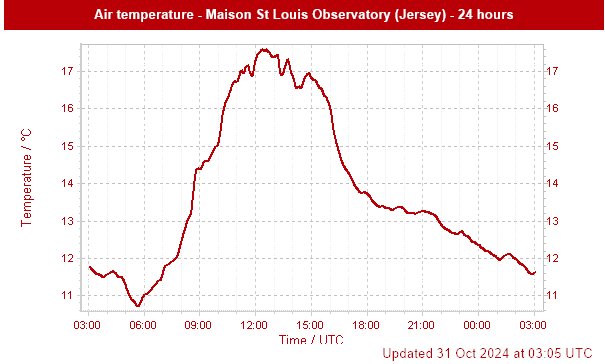 Air temperature - Maison St Louis Observatory (Jersey) - 24 hours
17 17
16 16
15 15
14 14
13 13
12 12
11 11
Temperature / °C
03:00 06:00 09:00 12:00 15:00 18:00 21:00 00:00 03:00
Time / UTC
Updated 31 Oct 2024 at 03:05 UTC